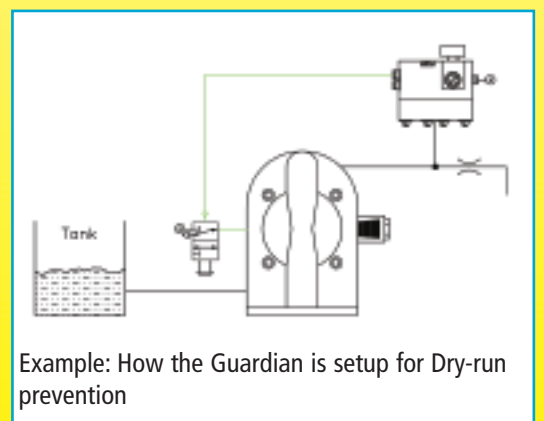 Tank
Example: How the Guardian is setup for Dry-run
prevention